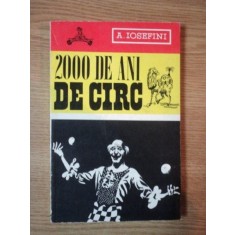 A. IOSEFINI
2000 DE ANI
DE CIRC